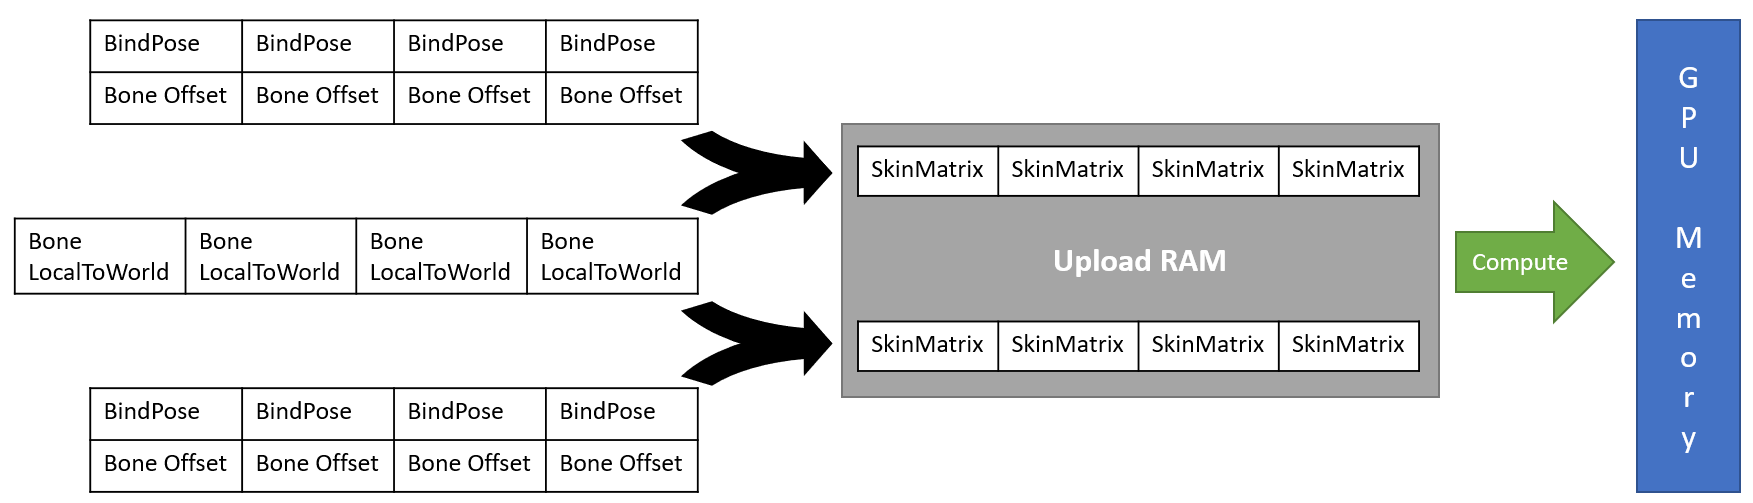 BindPose BindPose BindPose BindPose
Bone Offset Bone Offset Bone Offset Bone Offset
Bone Bone Bone Bone
LocalToWorld LocalToWorld LocalToWorld LocalToWorld
BindPose BindPose BindPose BindPose
Bone Offset Bone Offset Bone Offset Bone Offset
SkinMatrix SkinMatrix SkinMatrix SkinMatrix
Upload RAM
SkinMatrix SkinMatrix SkinMatrix SkinMatrix
Compute
GPU Memory